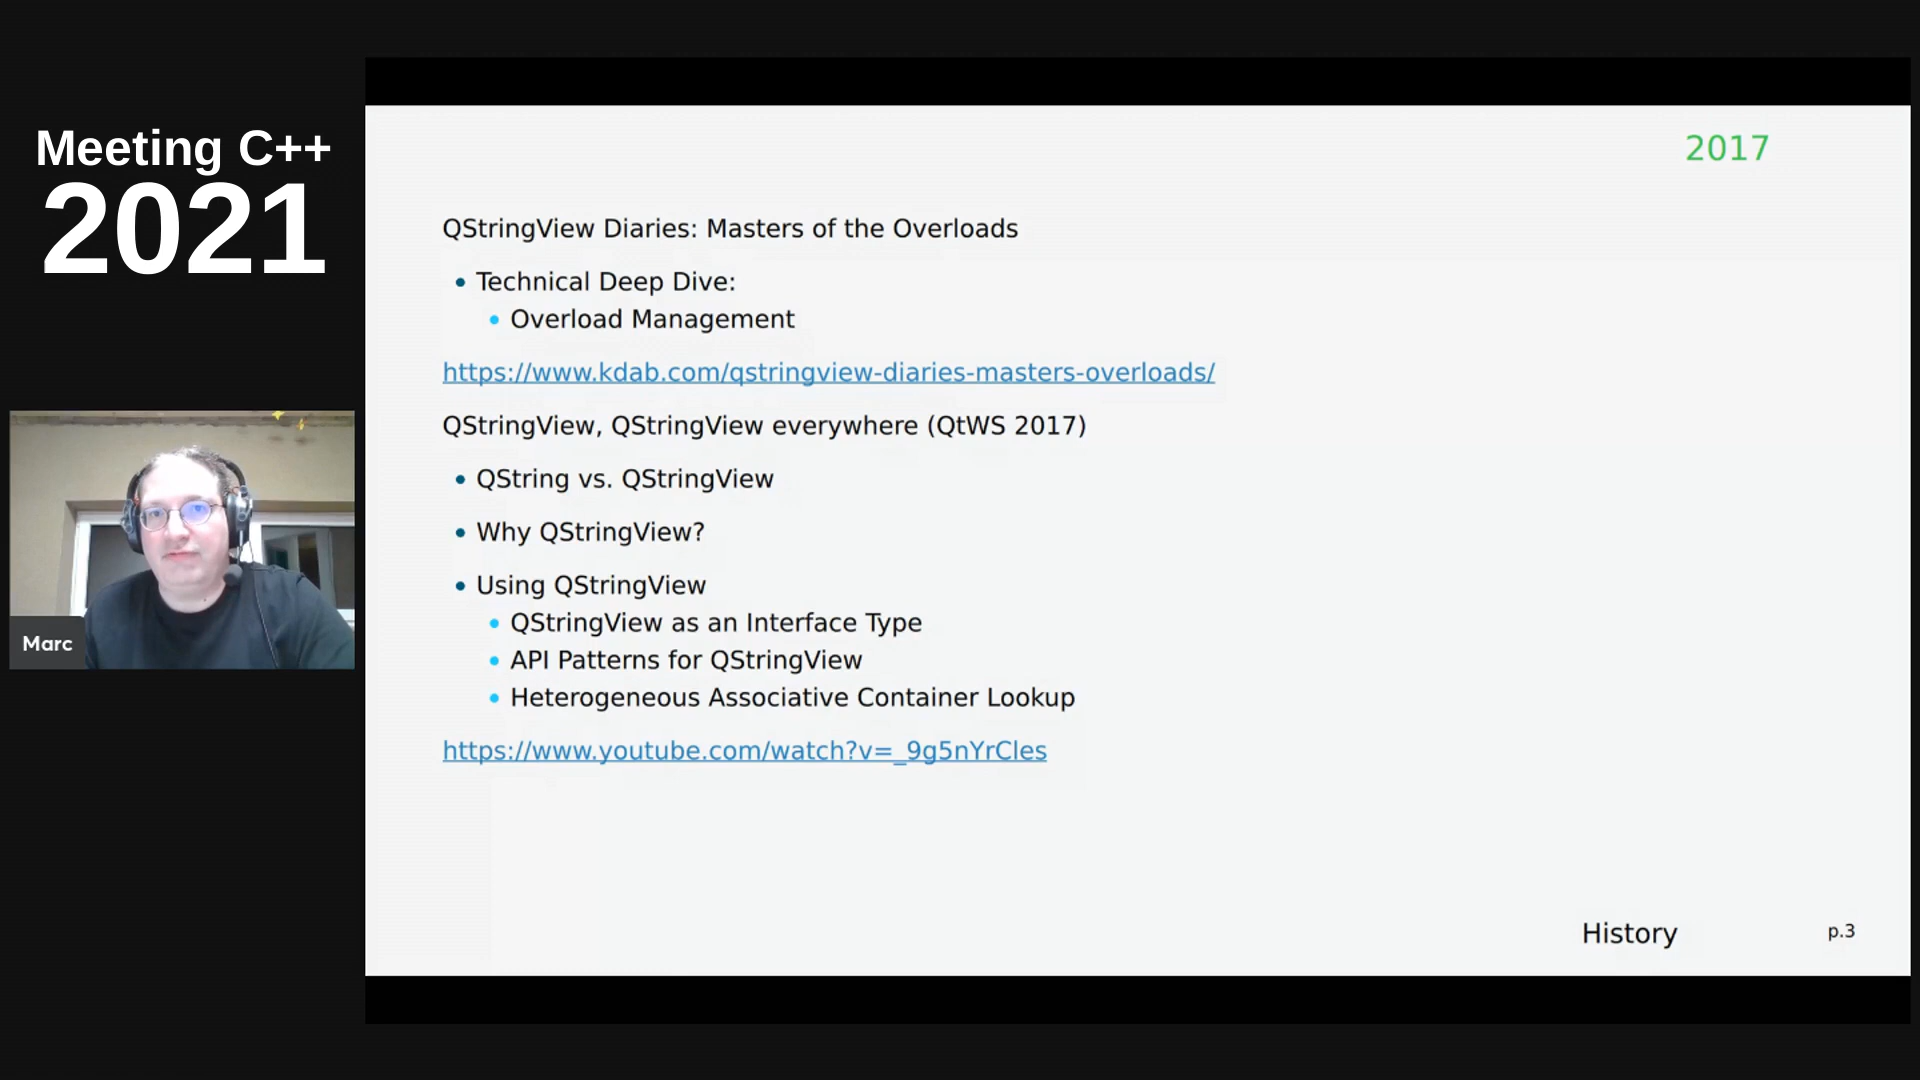 Meeting C++
2021
Marc
2017
QStringView Diaries: Masters of the Overloads
• Technical Deep Dive:
• Overload Management
https://www.kdab.com/qstringview-diaries-masters-overloads/
QStringView, QStringView everywhere (QtWS 2017)
• QString vs. QStringView
• Why QStringView?
• Using QStringView
• QStringView as an Interface Type
• API Patterns for QStringView
• Heterogeneous Associative Container Lookup
https://www.youtube.com/watch?v=_9g5nYrCles
History
p.3